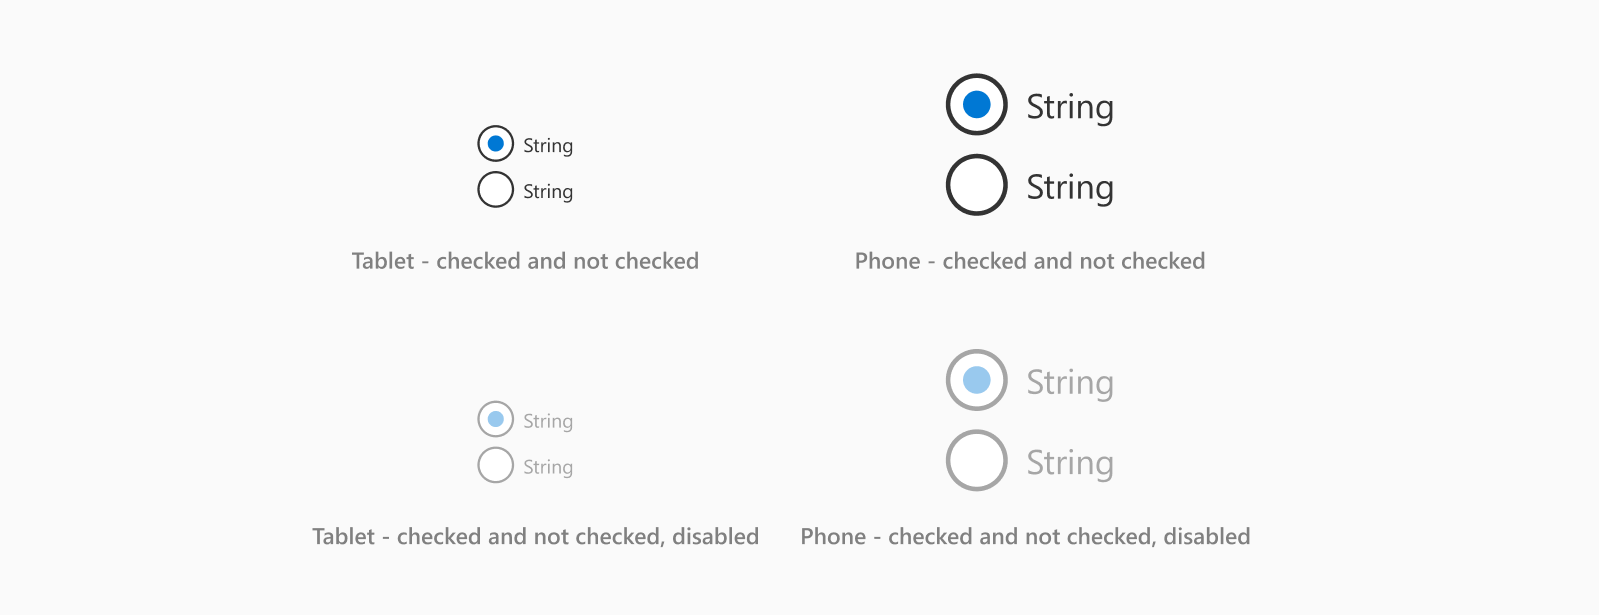 String
String
Tablet - checked and not checked
String
String
Phone - checked and not checked
String
String
Tablet - checked and not checked, disabled
String
String
Phone - checked and not checked, disabled